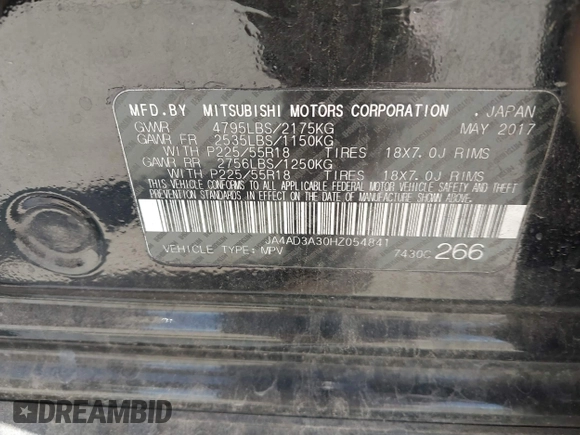 MFD.BY MITSUBISHI MOTORS CORPORATION . JAPAN
GVWR 4795LBS/2175KG MAY 2017
GAWR FR 2535LBS/1150KG
WITH P225/55R18 TIRES 18X7.0J RIMS
GAWR RR 2756LBS/1250KG
WITH P225/55R18 TIRES 18X7.0J RIMS
THIS VEHICLE CONFORMS TO ALL APPLICABLE FEDERAL MOTOR VEHICLE SAFETY AND THEFT
PREVENTION STANDARDS IN EFFECT ON THE DATE OF MANUFACTURE SHOWN ABOVE.
JA4AD3A30HZ054841
VEHICLE TYPE: MPV 7430C 266
DREAMBID